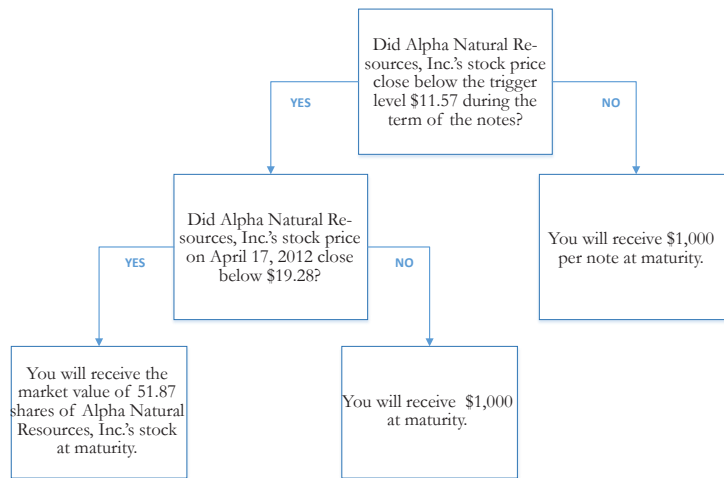 Did Alpha Natural Re-
sources, Inc.'s stock price
close below the trigger
level $11.57 during the
term of the notes?
YES
NO
Did Alpha Natural Re-
sources, Inc.'s stock price
on April 17, 2012 close
below $19.28?
You will receive $1,000
per note at maturity.
YES
NO
You will receive the
market value of 51.87
shares of Alpha Natural
Resources, Inc.'s stock
at maturity.
You will receive $1,000
at maturity.